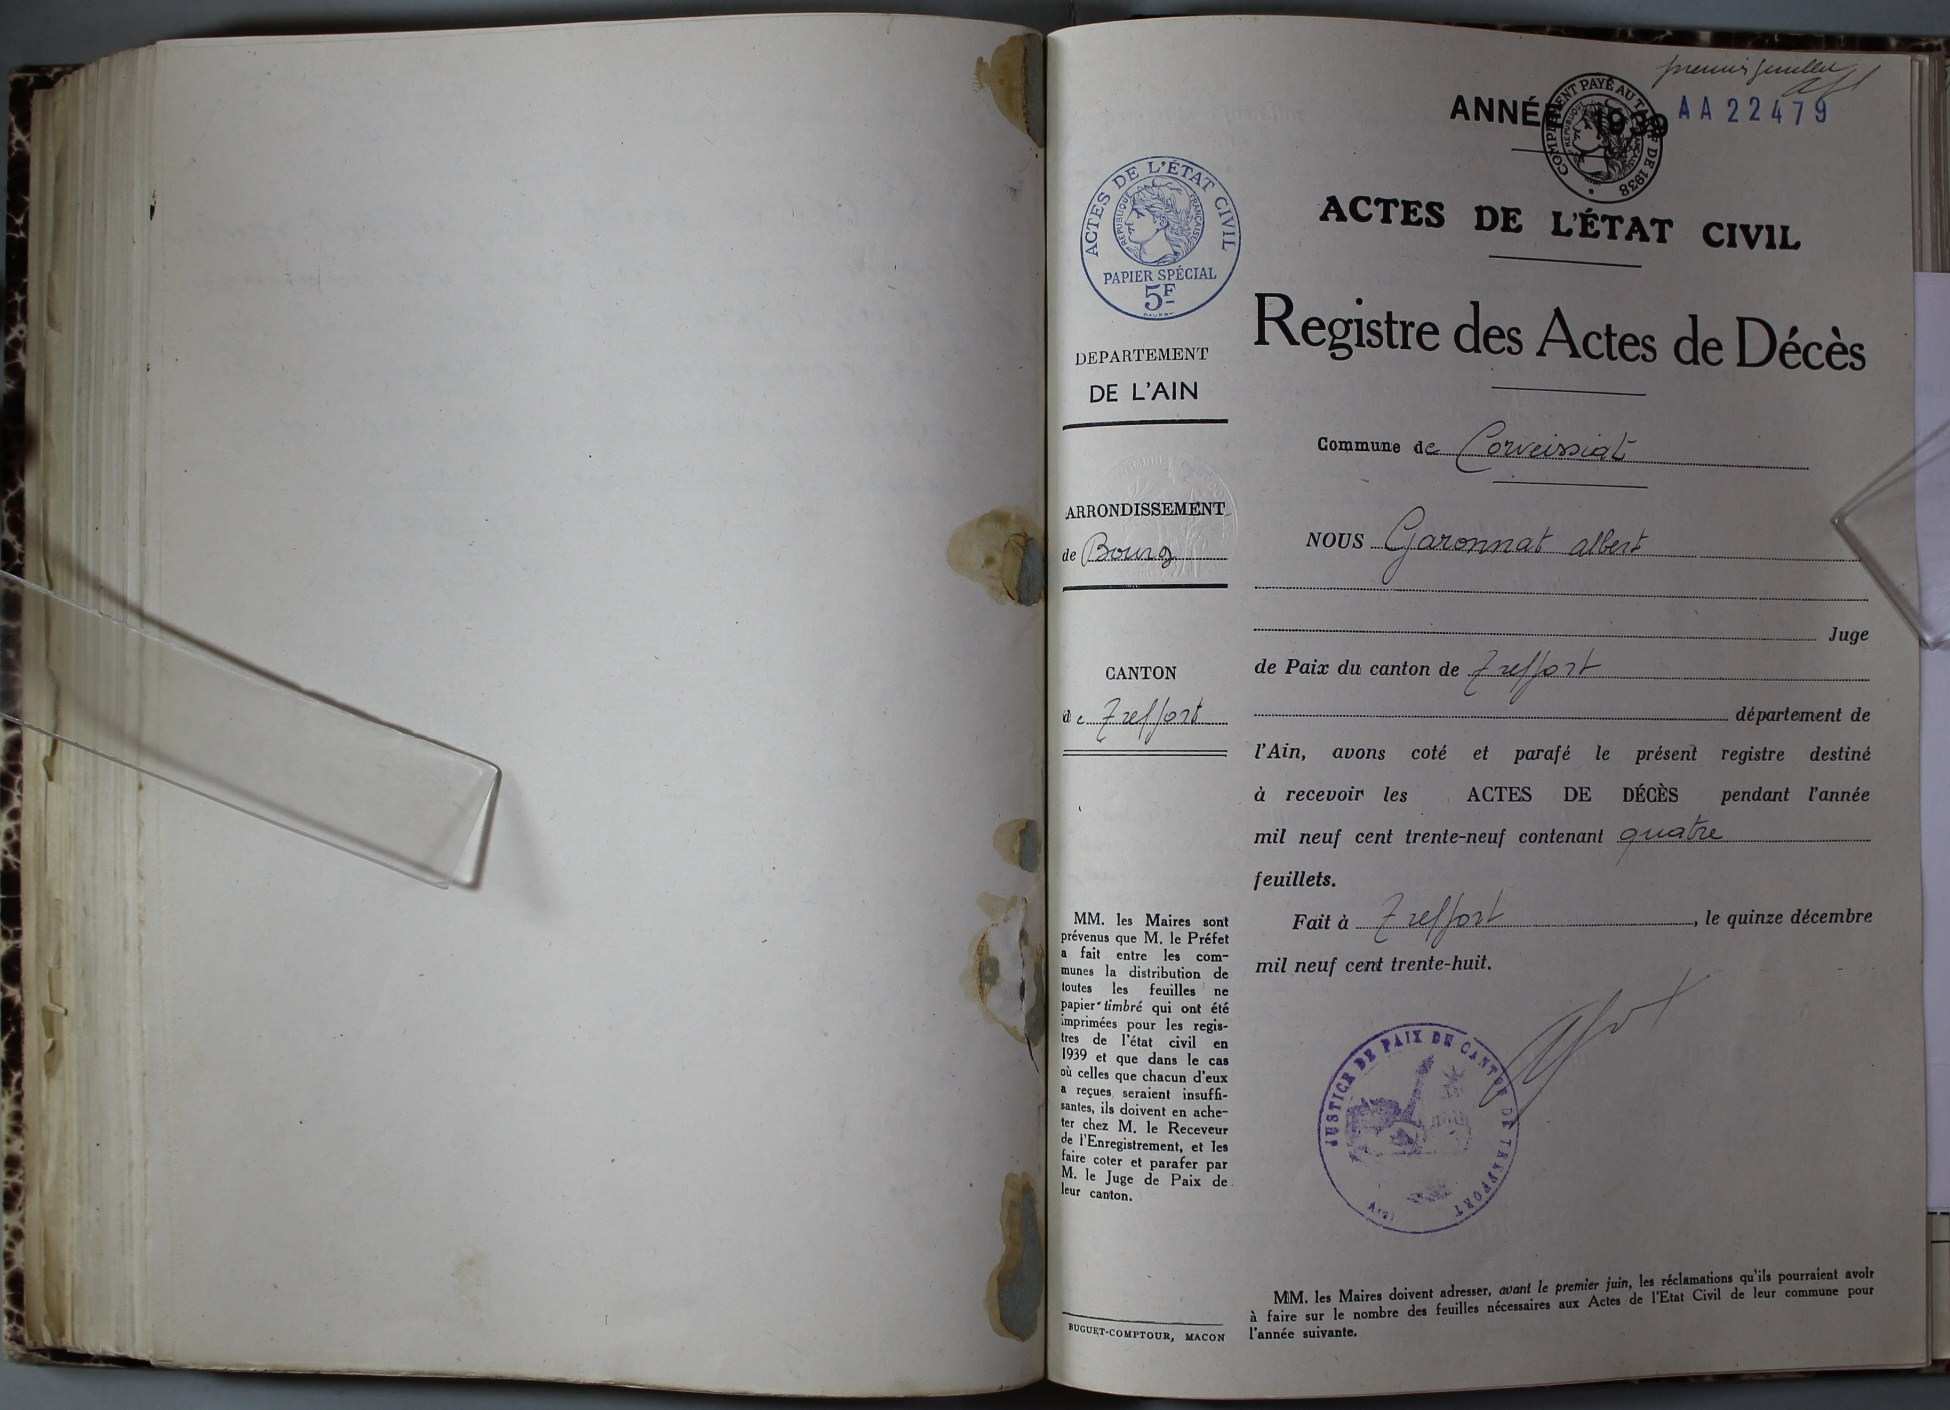 premier feuillet
ANNÉE 1939
AA 22479
COMPLÉMENT PAYÉ AU TARIF DE 1938
RÉPUBLIQUE FRANÇAISE
ACTES DE L'ÉTAT CIVIL
RÉPUBLIQUE FRANÇAISE
PAPIER SPÉCIAL
5F
DEPARTEMENT
DE L'AIN
ARRONDISSEMENT
de Bourg
CANTON
de Treffort
MM. les Maires sont
prévenus que M. le Préfet
a fait entre les com-
munes la distribution de
toutes les feuilles ne
papier timbré qui ont été
imprimées pour les regis-
tres de l'état civil en
1939 et que dans le cas
où celles que chacun d'eux
a reçues seraient insuffi-
santes, ils doivent en ache-
ter chez M. le Receveur
de l'Enregistrement, et les
faire coter et parafer par
M. le Juge de Paix de
leur canton.
BUGUET-COMPTOUR, MACON
ACTES DE L'ÉTAT CIVIL
Registre des Actes de Décès
Commune de Corveissiat
NOUS Garonnat albert
Juge
de Paix du canton de Treffort
département de
l'Ain, avons coté et parafé le présent registre destiné
à recevoir les ACTES DE DÉCÈS pendant l'année
mil neuf cent trente-neuf contenant quatre
feuillets.
Fait à Treffort, le quinze décembre
mil neuf cent trente-huit.
JUSTICE DE PAIX DU CANTON DE TREFFORT
(AIN)
MM. les Maires doivent adresser, avant le premier juin, les réclamations qu'ils pourraient avoir
à faire sur le nombre des feuilles nécessaires aux Actes de l'Etat Civil de leur commune pour
l'année suivante.